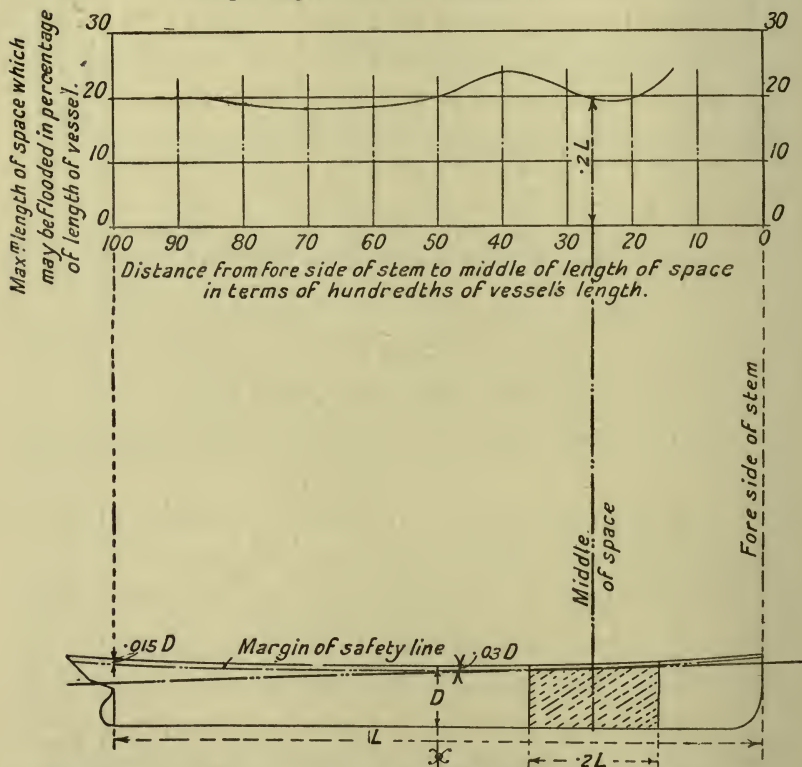 30
30
Max.m length of space which
may be flooded in percentage
of length of vessel.
20
20
10
10
0
0
·2L
100 90 80 70 60 50 40 30 20 10 0
Distance from fore side of stem to middle of length of space
in terms of hundredths of vessel's length.
Fore side of stem
Middle
of space
·015 D
Margin of safety line
·03 D
D
L
·2L